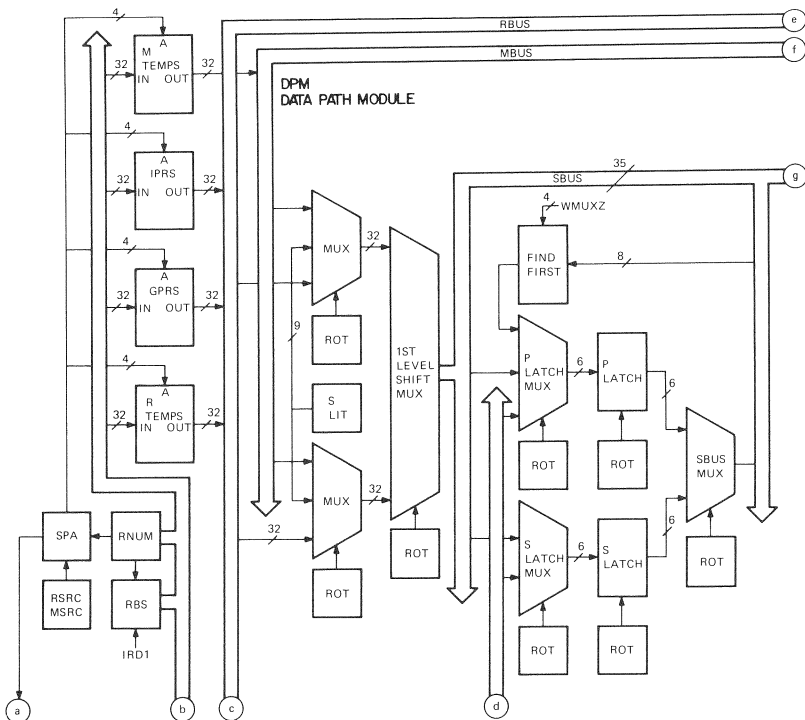 4
RBUS
e
MBUS
f
M A
TEMPS
IN OUT
32
32
DPM
DATA PATH MODULE
4
A
IPRS
IN OUT
32
32
35
SBUS
g
4
WMUXZ
MUX
32
FIND
FIRST
8
4
A
GPRS
IN OUT
32
32
9
ROT
1ST
LEVEL
SHIFT
MUX
P
LATCH
MUX
6
P
LATCH
6
4
R A
TEMPS
IN OUT
32
32
S
LIT
ROT
ROT
SBUS
MUX
MUX
32
32
ROT
ROT
S
LATCH
MUX
6
S
LATCH
6
ROT
SPA
RNUM
RSRC
MSRC
RBS
IRD1
ROT
ROT
a
b
c
d